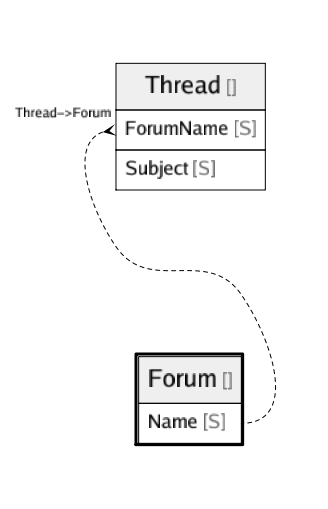 Thread []
Thread->Forum
ForumName [S]
Subject [S]
Forum []
Name [S]